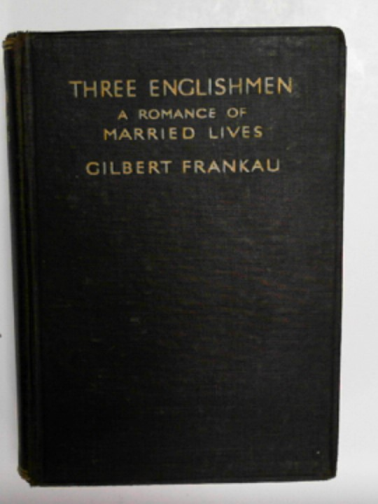 THREE ENGLISHMEN
A ROMANCE OF
MARRIED LIVES
GILBERT FRANKAU